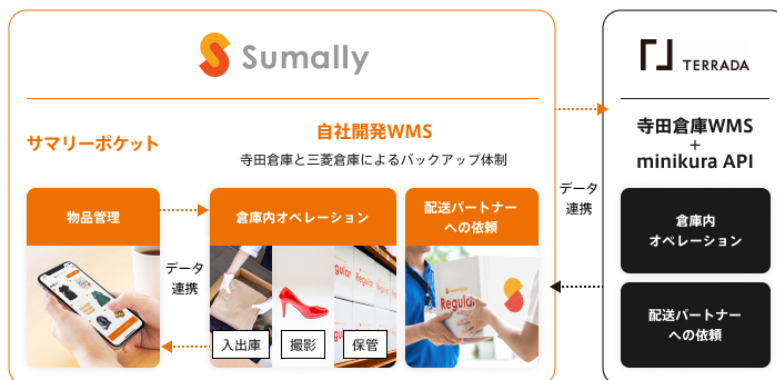 Sumally
サマリーポケット
自社開発WMS
寺田倉庫と三菱倉庫によるバックアップ体制
物品管理
倉庫内オペレーション
配送パートナー
への依頼
データ
連携
Regular
Regular
Regular
入出庫
撮影
保管
データ
連携
TERRADA
寺田倉庫WMS
+
minikura API
倉庫内
オペレーション
配送パートナー
への依頼